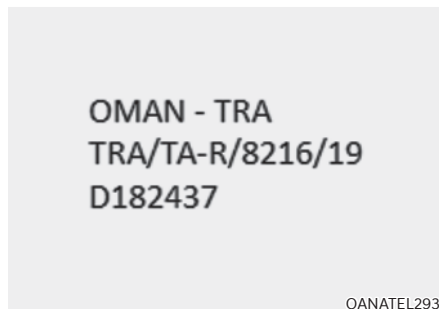 OMAN - TRA
TRA/TA-R/8216/19
D182437
OANATEL293